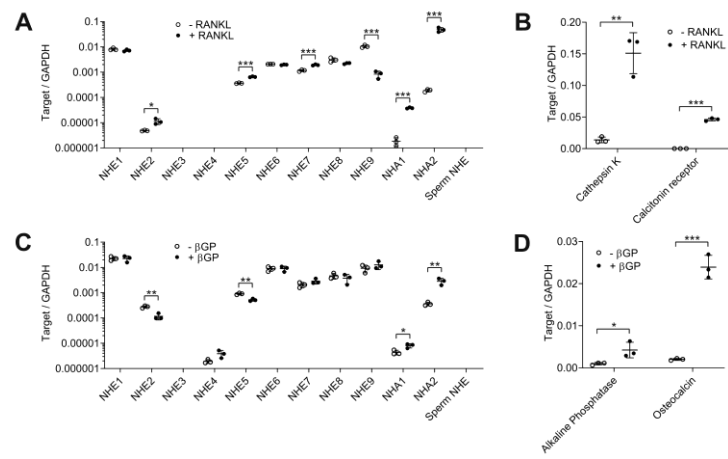 A
- RANKL
+ RANKL
Target / GAPDH
0.1
0.01
0.001
0.0001
0.00001
0.000001
*
***
***
***
***
***
NHE1
NHE2
NHE3
NHE4
NHE5
NHE6
NHE7
NHE8
NHE9
NHA1
NHA2
Sperm NHE
B
- RANKL
+ RANKL
Target / GAPDH
0.20
0.15
0.10
0.05
0.00
**
***
Cathepsin K
Calcitonin receptor
C
- βGP
+ βGP
Target / GAPDH
0.1
0.01
0.001
0.0001
0.00001
0.000001
**
**
*
**
NHE1
NHE2
NHE3
NHE4
NHE5
NHE6
NHE7
NHE8
NHE9
NHA1
NHA2
Sperm NHE
D
- βGP
+ βGP
Target / GAPDH
0.03
0.02
0.01
0.00
*
***
Alkaline Phosphatase
Osteocalcin